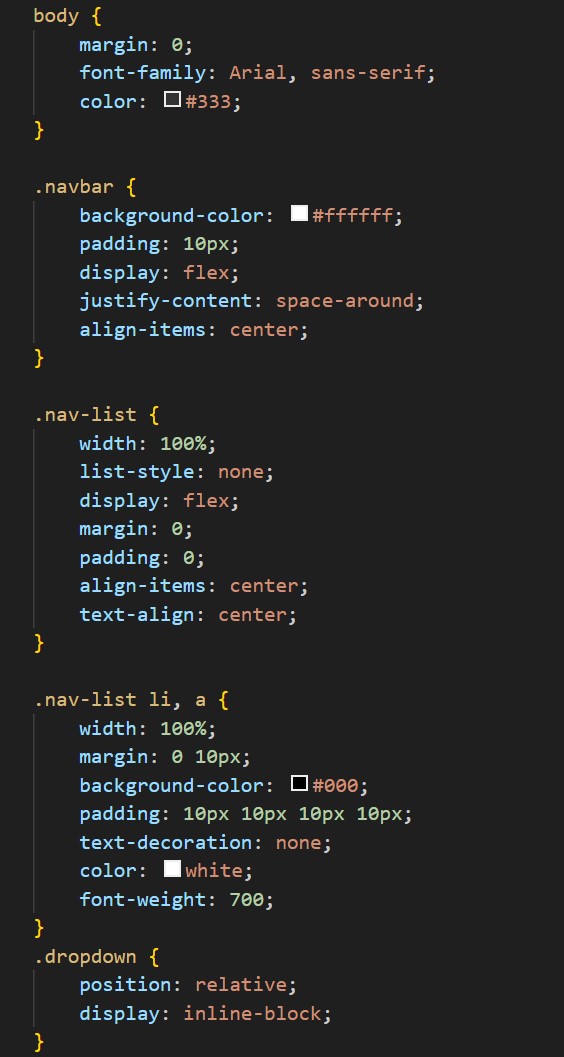 body {
    margin: 0;
    font-family: Arial, sans-serif;
    color: #333;
}

.navbar {
    background-color: #ffffff;
    padding: 10px;
    display: flex;
    justify-content: space-around;
    align-items: center;
}

.nav-list {
    width: 100%;
    list-style: none;
    display: flex;
    margin: 0;
    padding: 0;
    align-items: center;
    text-align: center;
}

.nav-list li, a {
    width: 100%;
    margin: 0 10px;
    background-color: #000;
    padding: 10px 10px 10px 10px;
    text-decoration: none;
    color: white;
    font-weight: 700;
}
.dropdown {
    position: relative;
    display: inline-block;
}